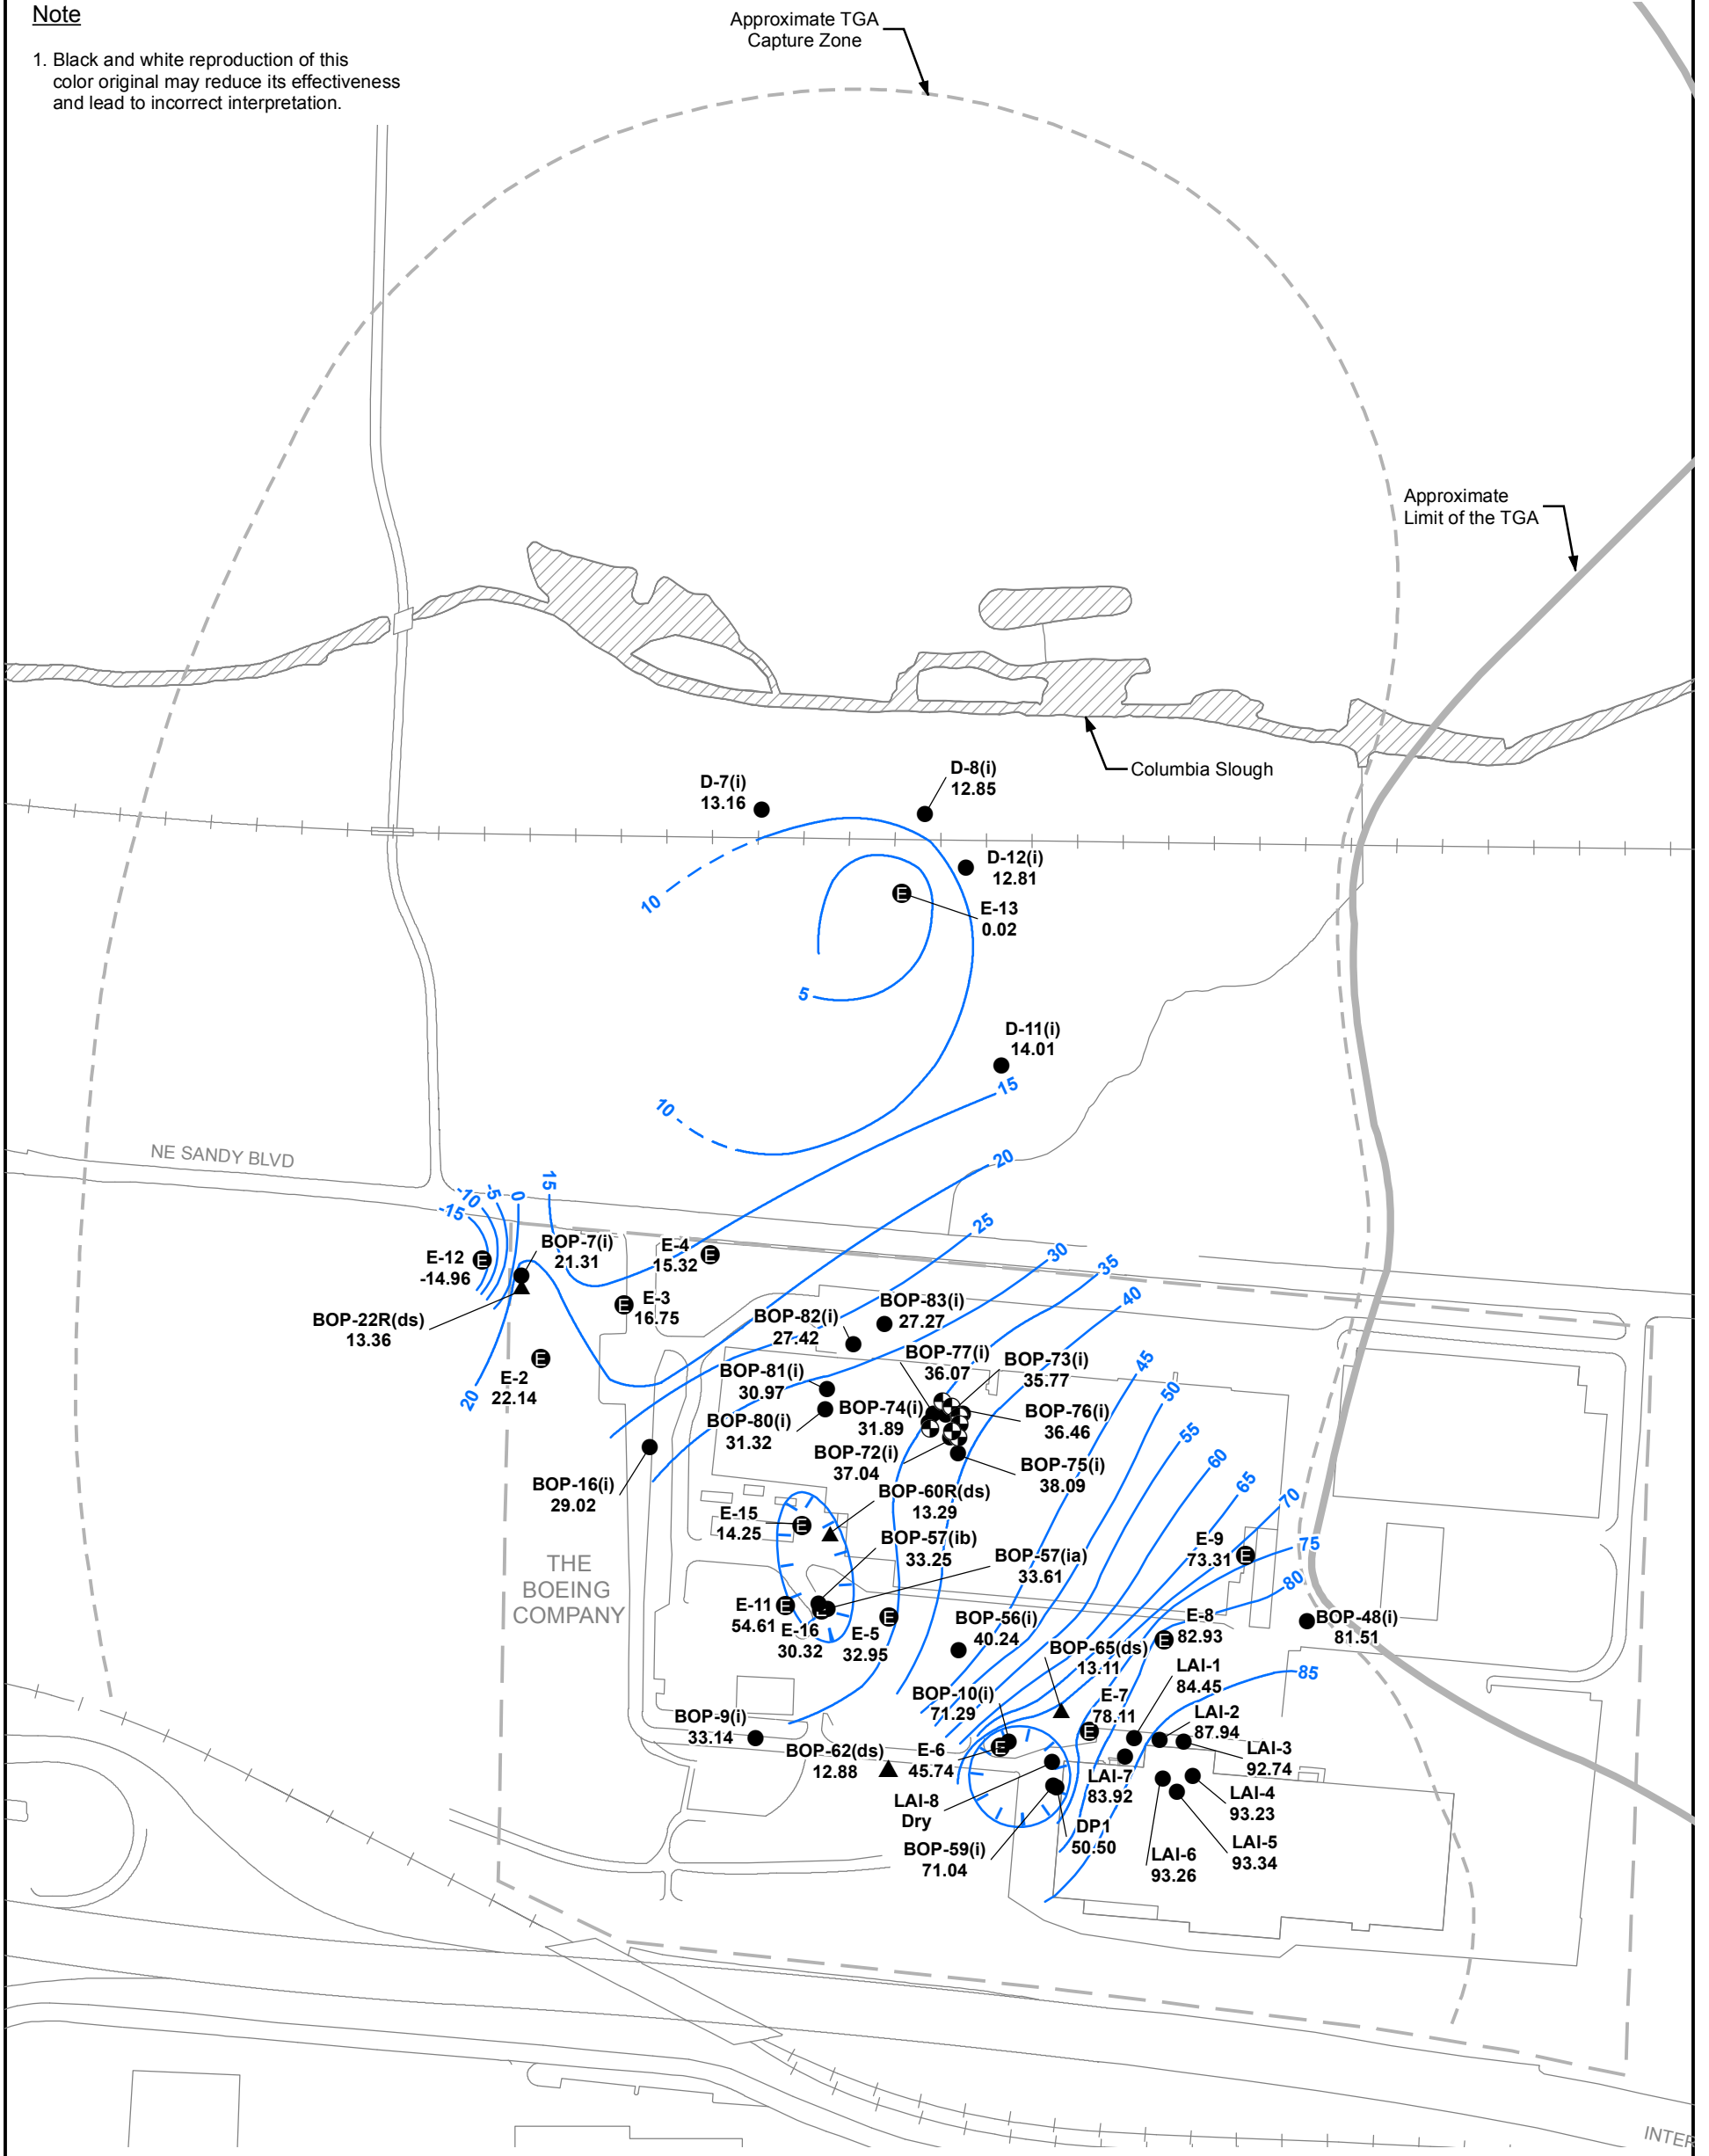 Note
1. Black and white reproduction of this
color original may reduce its effectiveness
and lead to incorrect interpretation.
Approximate TGA
Capture Zone
Approximate
Limit of the TGA
Columbia Slough
D-7(i)
13.16
D-8(i)
12.85
D-12(i)
12.81
E-13
0.02
10
5
D-11(i)
14.01
15
10
20
NE SANDY BLVD
-15
-10
-5
0
15
25
30
35
40
E-12
-14.96
BOP-7(i)
21.31
E-4
15.32
E-3
16.75
BOP-22R(ds)
13.36
E-2
22.14
20
BOP-82(i)
27.42
BOP-83(i)
27.27
BOP-77(i)
36.07
BOP-73(i)
35.77
BOP-81(i)
30.97
BOP-80(i)
31.32
BOP-74(i)
31.89
BOP-76(i)
36.46
BOP-72(i)
37.04
BOP-75(i)
38.09
45
50
55
60
65
70
75
80
85
BOP-16(i)
29.02
E-15
14.25
BOP-60R(ds)
13.29
BOP-57(ib)
33.25
BOP-57(ia)
33.61
E-9
73.31
THE
BOEING
COMPANY
E-11
54.61
E-16
30.32
E-5
32.95
BOP-56(i)
40.24
E-8
82.93
BOP-48(i)
81.51
BOP-65(ds)
13.11
LAI-1
84.45
BOP-10(i)
71.29
E-7
78.11
LAI-2
87.94
BOP-9(i)
33.14
BOP-62(ds)
12.88
E-6
45.74
LAI-3
92.74
LAI-7
83.92
LAI-8
Dry
LAI-4
93.23
DP1
50.50
BOP-59(i)
71.04
LAI-6
93.26
LAI-5
93.34
INTER